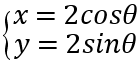 x = 2cosθ
y = 2sinθ